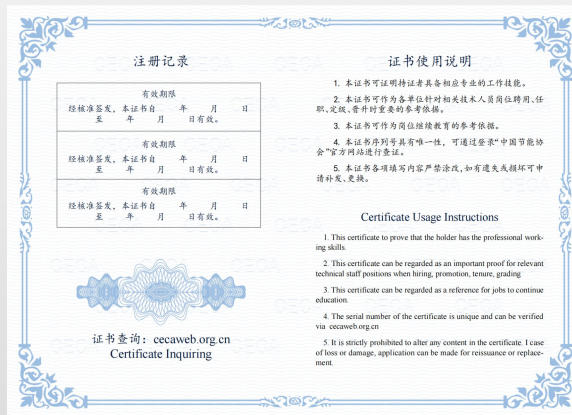 注册记录
有效期限
经核准签发，本证书自 年 月 日
至 年 月 日有效。
有效期限
经核准签发，本证书自 年 月 日
至 年 月 日有效。
有效期限
经核准签发，本证书自 年 月 日
至 年 月 日有效。
证书查询：cecaweb.org.cn
Certificate Inquiring
证书使用说明
1. 本证书可证明持证者具备相应专业的工作技能。
2. 本证书可作为各单位针对相关技术人员岗位聘用、任
职、定级、晋升时重要的参考依据。
3. 本证书可作为岗位继续教育的参考依据。
4. 本证书序列号具有唯一性，可通过登录“中国节能协
会”官方网站进行查证。
5. 本证书各项填写内容严禁涂改，如有遗失或损坏可申
请补发、更换。
Certificate Usage Instructions
1. This certificate to prove that the holder has the professional work-
ing skills.
2. This certificate can be regarded as an important proof for relevant
technical staff positions when hiring, promotion, tenure, grading
3. This certificate can be regarded as a reference for jobs to continue
education.
4. The serial number of the certificate is unique and can be verified
via cecaweb.org.cn
5. It is strictly prohibited to alter any content in the certificate. I case
of loss or damage, application can be made for reissuance or replace-
ment.